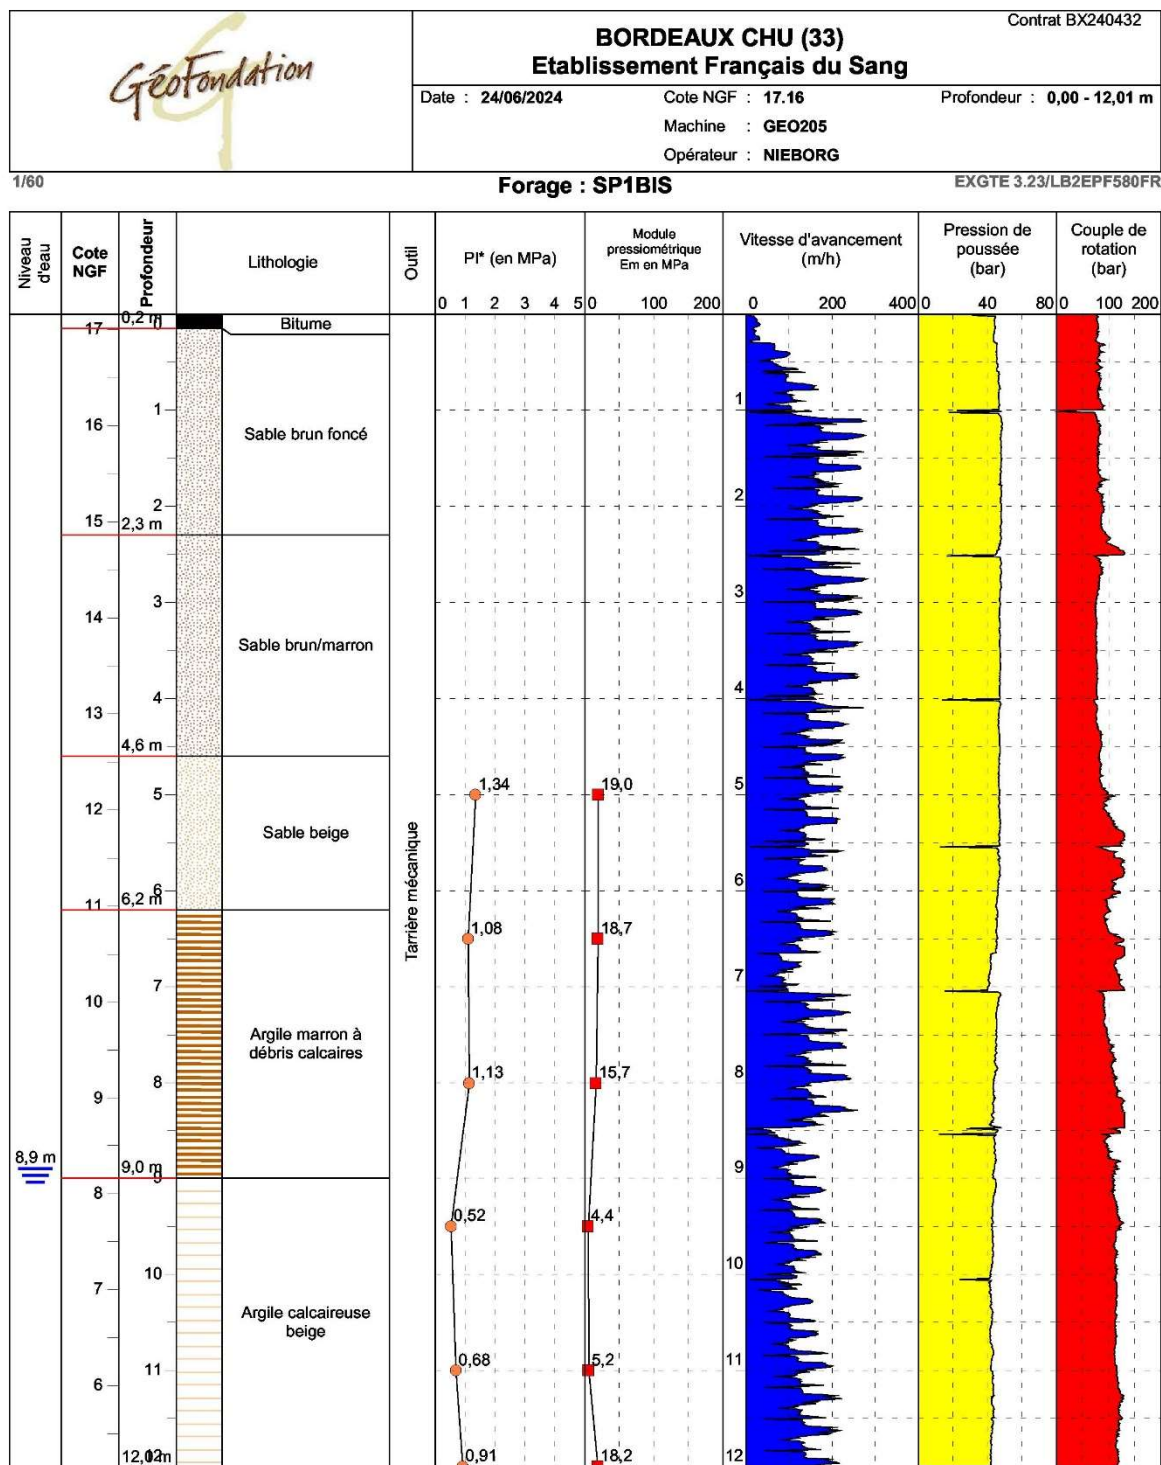 GéoFondation
Contrat BX240432
BORDEAUX CHU (33)
Etablissement Français du Sang
Date : 24/06/2024
Cote NGF : 17.16
Profondeur : 0,00 - 12,01 m
Machine : GEO205
Opérateur : NIEBORG
1/60
Forage : SP1BIS
EXGTE 3.23/LB2EPF580FR
Niveau d'eau
Cote NGF
Profondeur
Lithologie
Outil
Pl* (en MPa)
0 1 2 3 4 5
Module pressiométrique Em en MPa
0 100 200
Vitesse d'avancement (m/h)
0 200 400
Pression de poussée (bar)
0 40 80
Couple de rotation (bar)
0 100 200
17
0,2 m
0
Bitume
1
1
16
Sable brun foncé
2
2
15
2,3 m
3
3
14
Sable brun/marron
4
4
13
4,6 m
5
1,34
19,0
5
12
Sable beige
6
6
11
6,2 m
Tarrière mécanique
1,08
18,7
7
7
10
Argile marron à
débris calcaires
8
1,13
15,7
8
9
8,9 m
9,0 m
9
9
8
0,52
4,4
10
10
7
Argile calcaireuse
beige
11
0,68
5,2
11
6
12,0 m
12
0,91
18,2
12